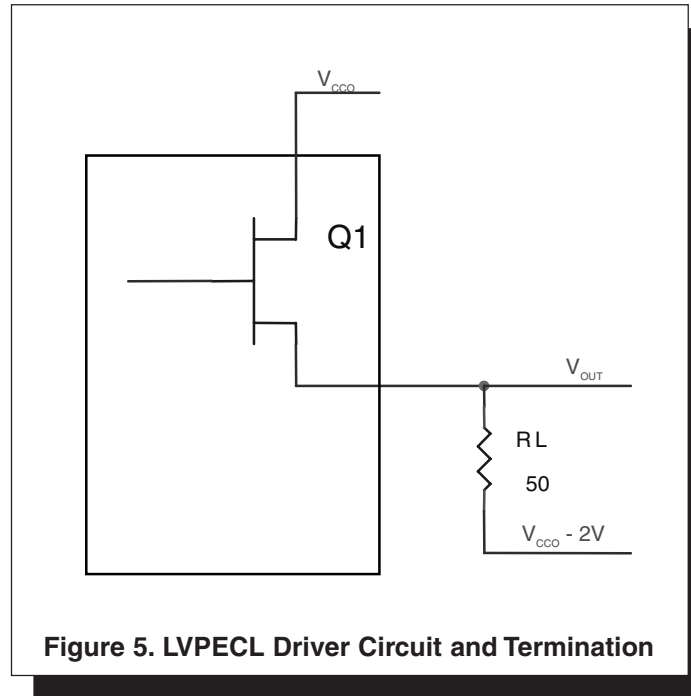 V_CCO
Q1
V_OUT
RL
50
V_CCO - 2V
Figure 5. LVPECL Driver Circuit and Termination